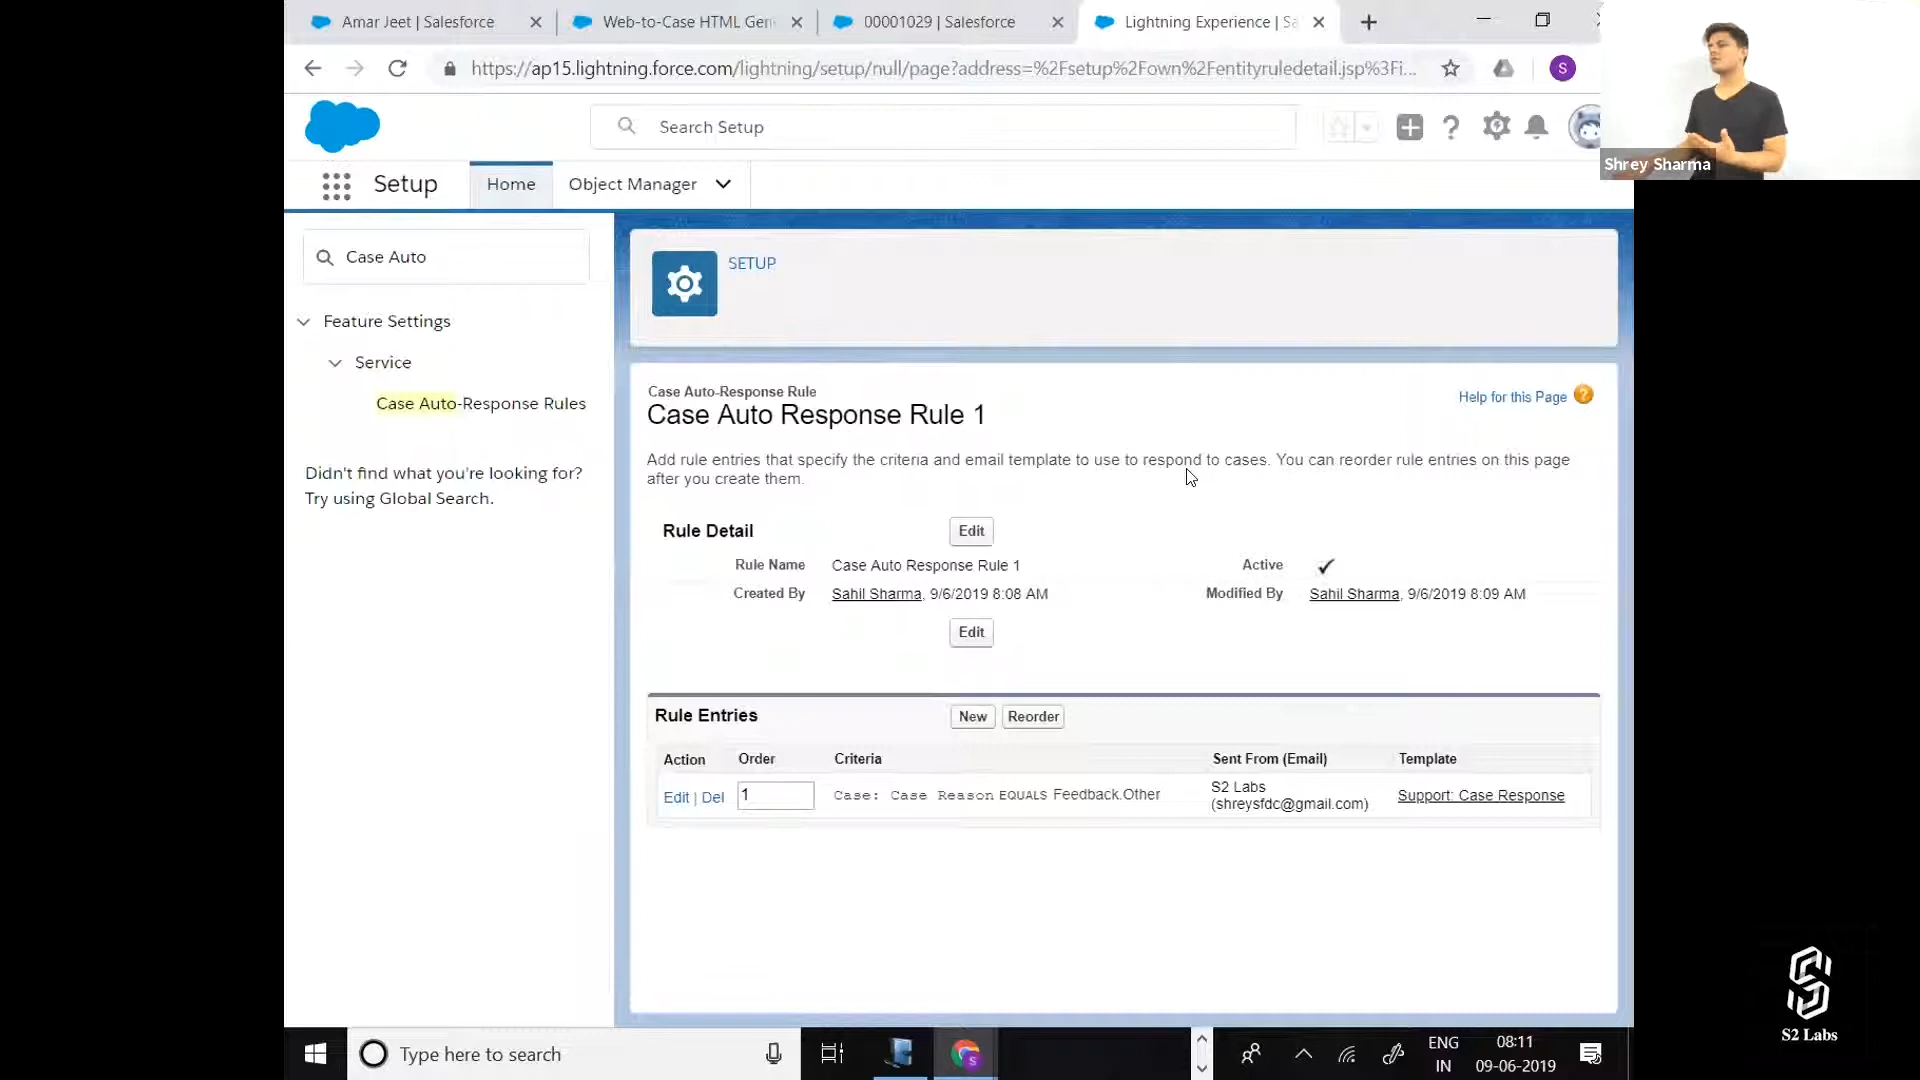 Amar Jeet | Salesforce
Web-to-Case HTML Gen
00001029 | Salesforce
Lightning Experience | Sa
https://ap15.lightning.force.com/lightning/setup/null/page?address=%2Fsetup%2Fown%2Fentityruledetail.jsp%3Fi...
S
Search Setup
Shrey Sharma
Setup
Home
Object Manager
Case Auto
SETUP
Feature Settings
Service
Case Auto-Response Rules
Didn't find what you're looking for?
Try using Global Search.
Case Auto-Response Rule
Case Auto Response Rule 1
Help for this Page ?
Add rule entries that specify the criteria and email template to use to respond to cases. You can reorder rule entries on this page
after you create them.
Rule Detail Edit
Rule Name Case Auto Response Rule 1 Active
Created By Sahil Sharma, 9/6/2019 8:08 AM Modified By Sahil Sharma, 9/6/2019 8:09 AM
Edit
Rule Entries New Reorder
Action Order Criteria Sent From (Email) Template
Edit | Del 1 Case: Case Reason EQUALS Feedback,Other S2 Labs
(shreysfdc@gmail.com) Support: Case Response
S2 Labs
Type here to search
S
ENG
IN
08:11
09-06-2019